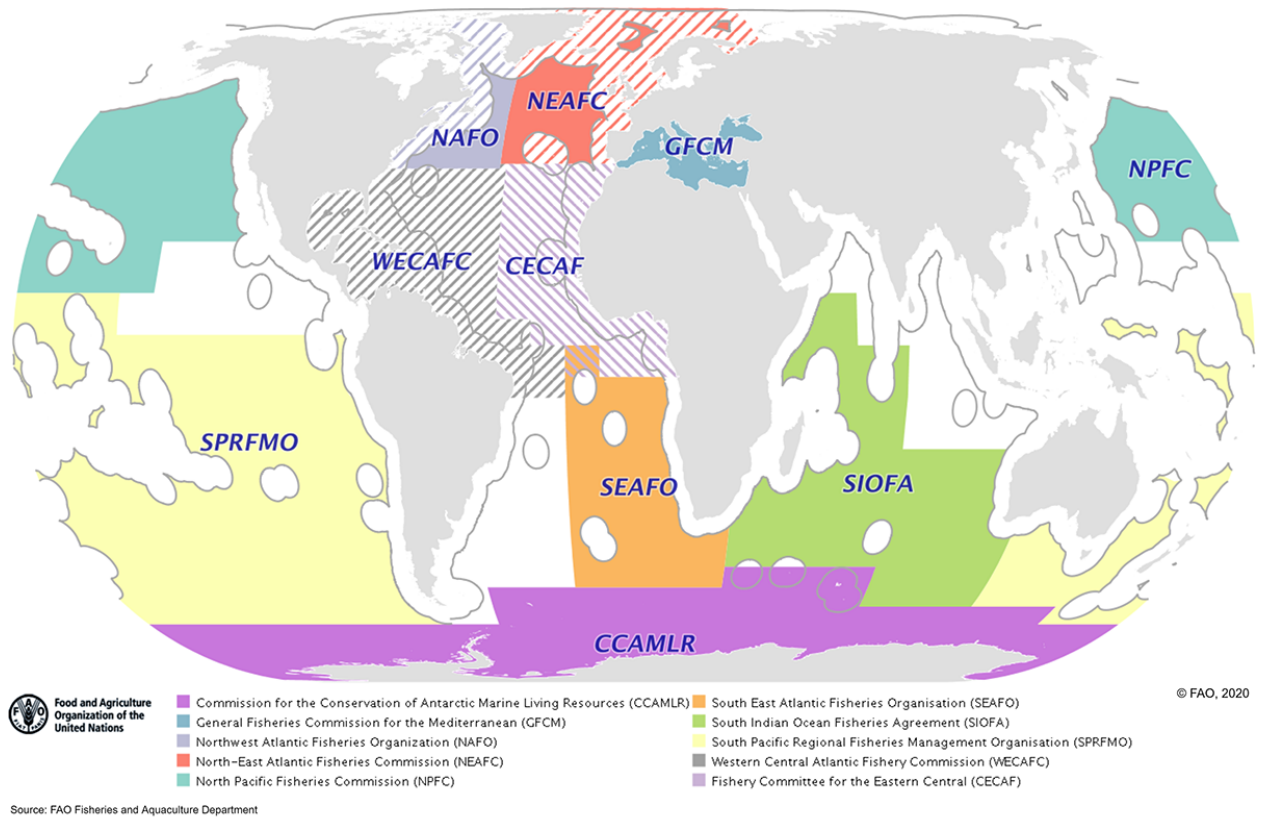 NEAFC
NAFO
GFCM
NPFC
WECAFC
CECAF
SPRFMO
SEAFO
SIOFA
CCAMLR
© FAO, 2020
F A O
FIAT PANIS
Food and Agriculture
Organization of the
United Nations
Commission for the Conservation of Antarctic Marine Living Resources (CCAMLR)
General Fisheries Commission for the Mediterranean (GFCM)
Northwest Atlantic Fisheries Organization (NAFO)
North-East Atlantic Fisheries Commission (NEAFC)
North Pacific Fisheries Commission (NPFC)
South East Atlantic Fisheries Organisation (SEAFO)
South Indian Ocean Fisheries Agreement (SIOFA)
South Pacific Regional Fisheries Management Organisation (SPRFMO)
Western Central Atlantic Fishery Commission (WECAFC)
Fishery Committee for the Eastern Central (CECAF)
Source: FAO Fisheries and Aquaculture Department